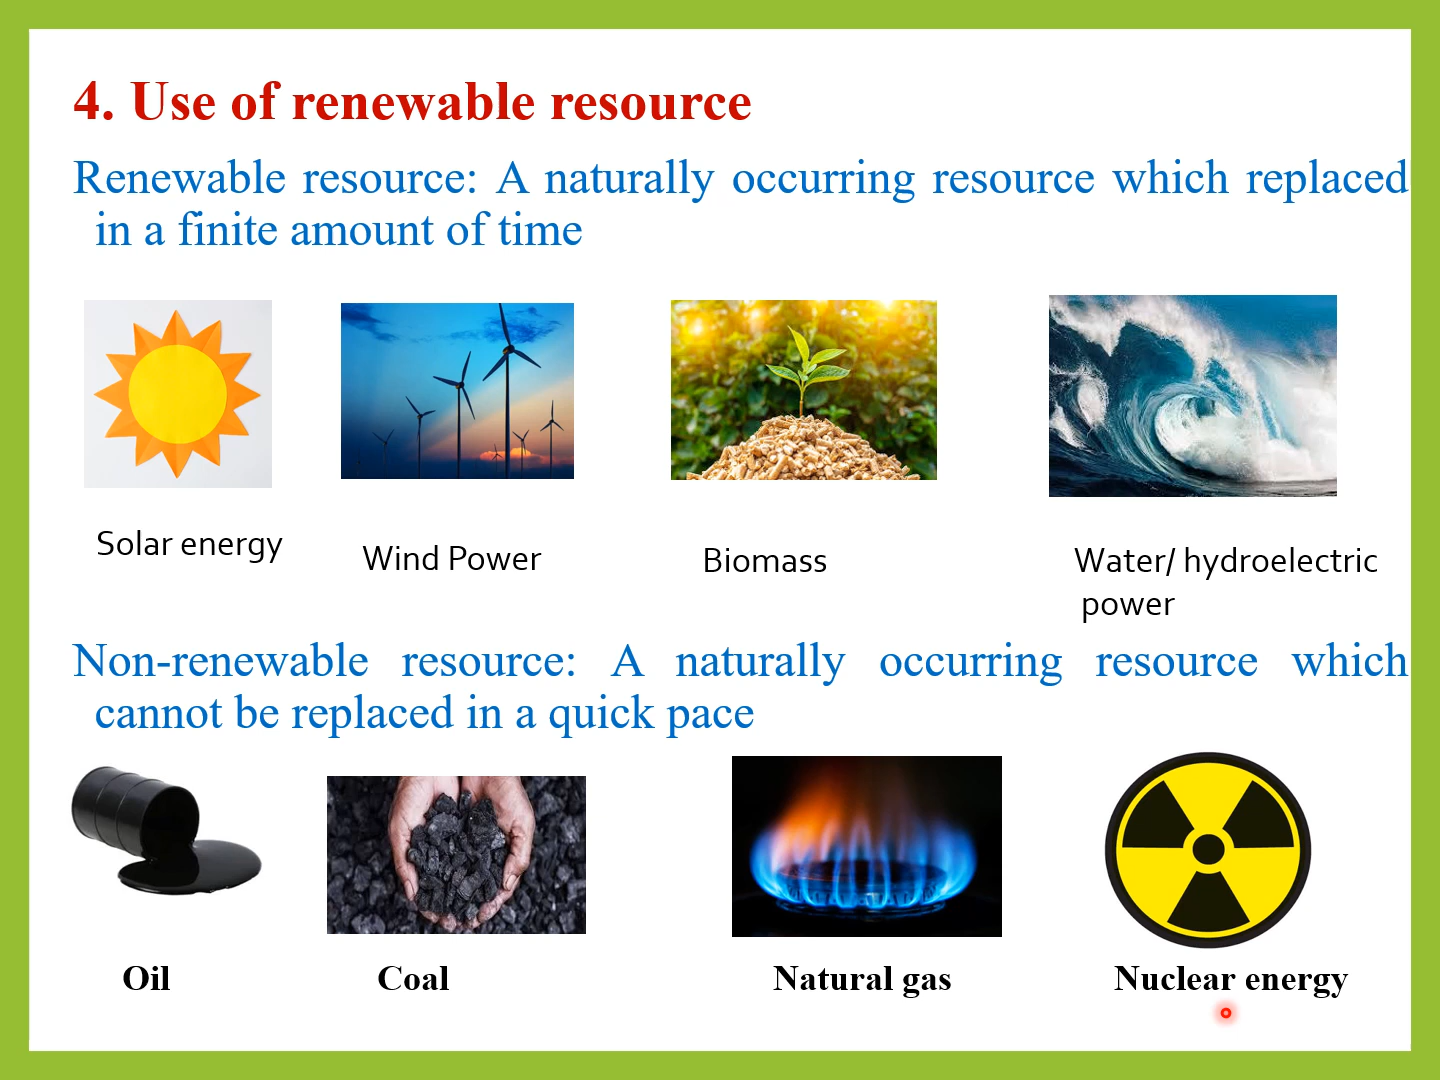 4. Use of renewable resource
Renewable resource: A naturally occurring resource which replaced
in a finite amount of time
Solar energy
Wind Power
Biomass
Water/ hydroelectric
power
Non-renewable resource: A naturally occurring resource which
cannot be replaced in a quick pace
Oil
Coal
Natural gas
Nuclear energy